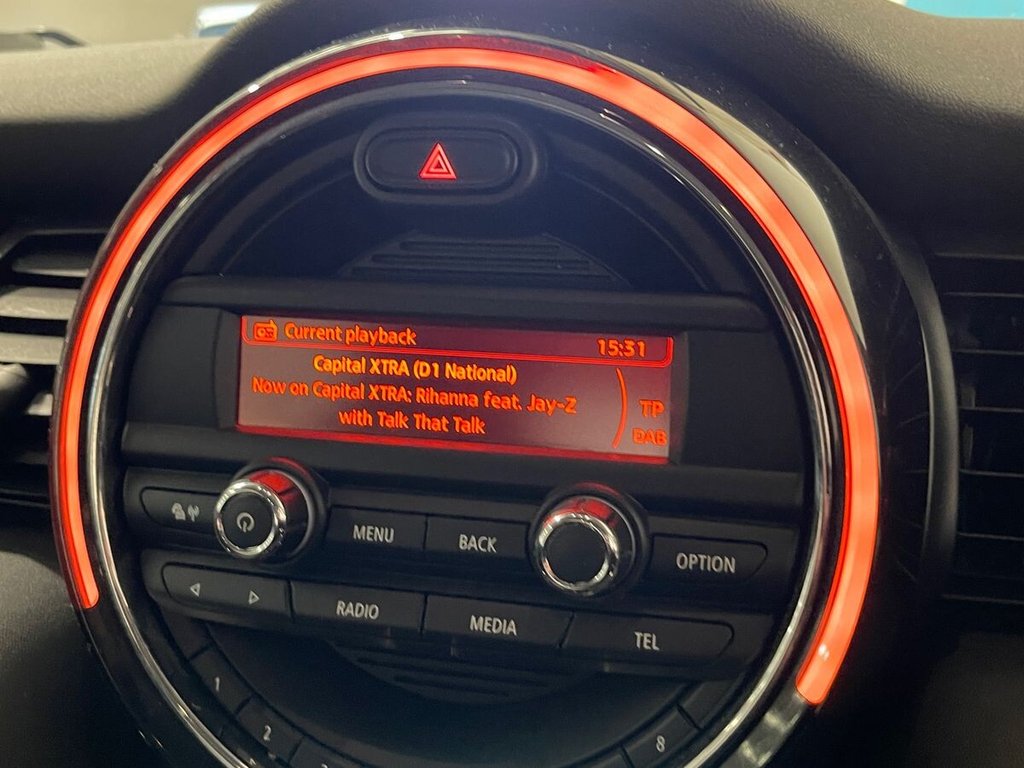 Current playback 15:31
Capital XTRA (D1 National)
Now on Capital XTRA: Rihanna feat. Jay-Z
with Talk That Talk
TP
DAB
MENU
BACK
OPTION
RADIO
MEDIA
TEL
1
2
8